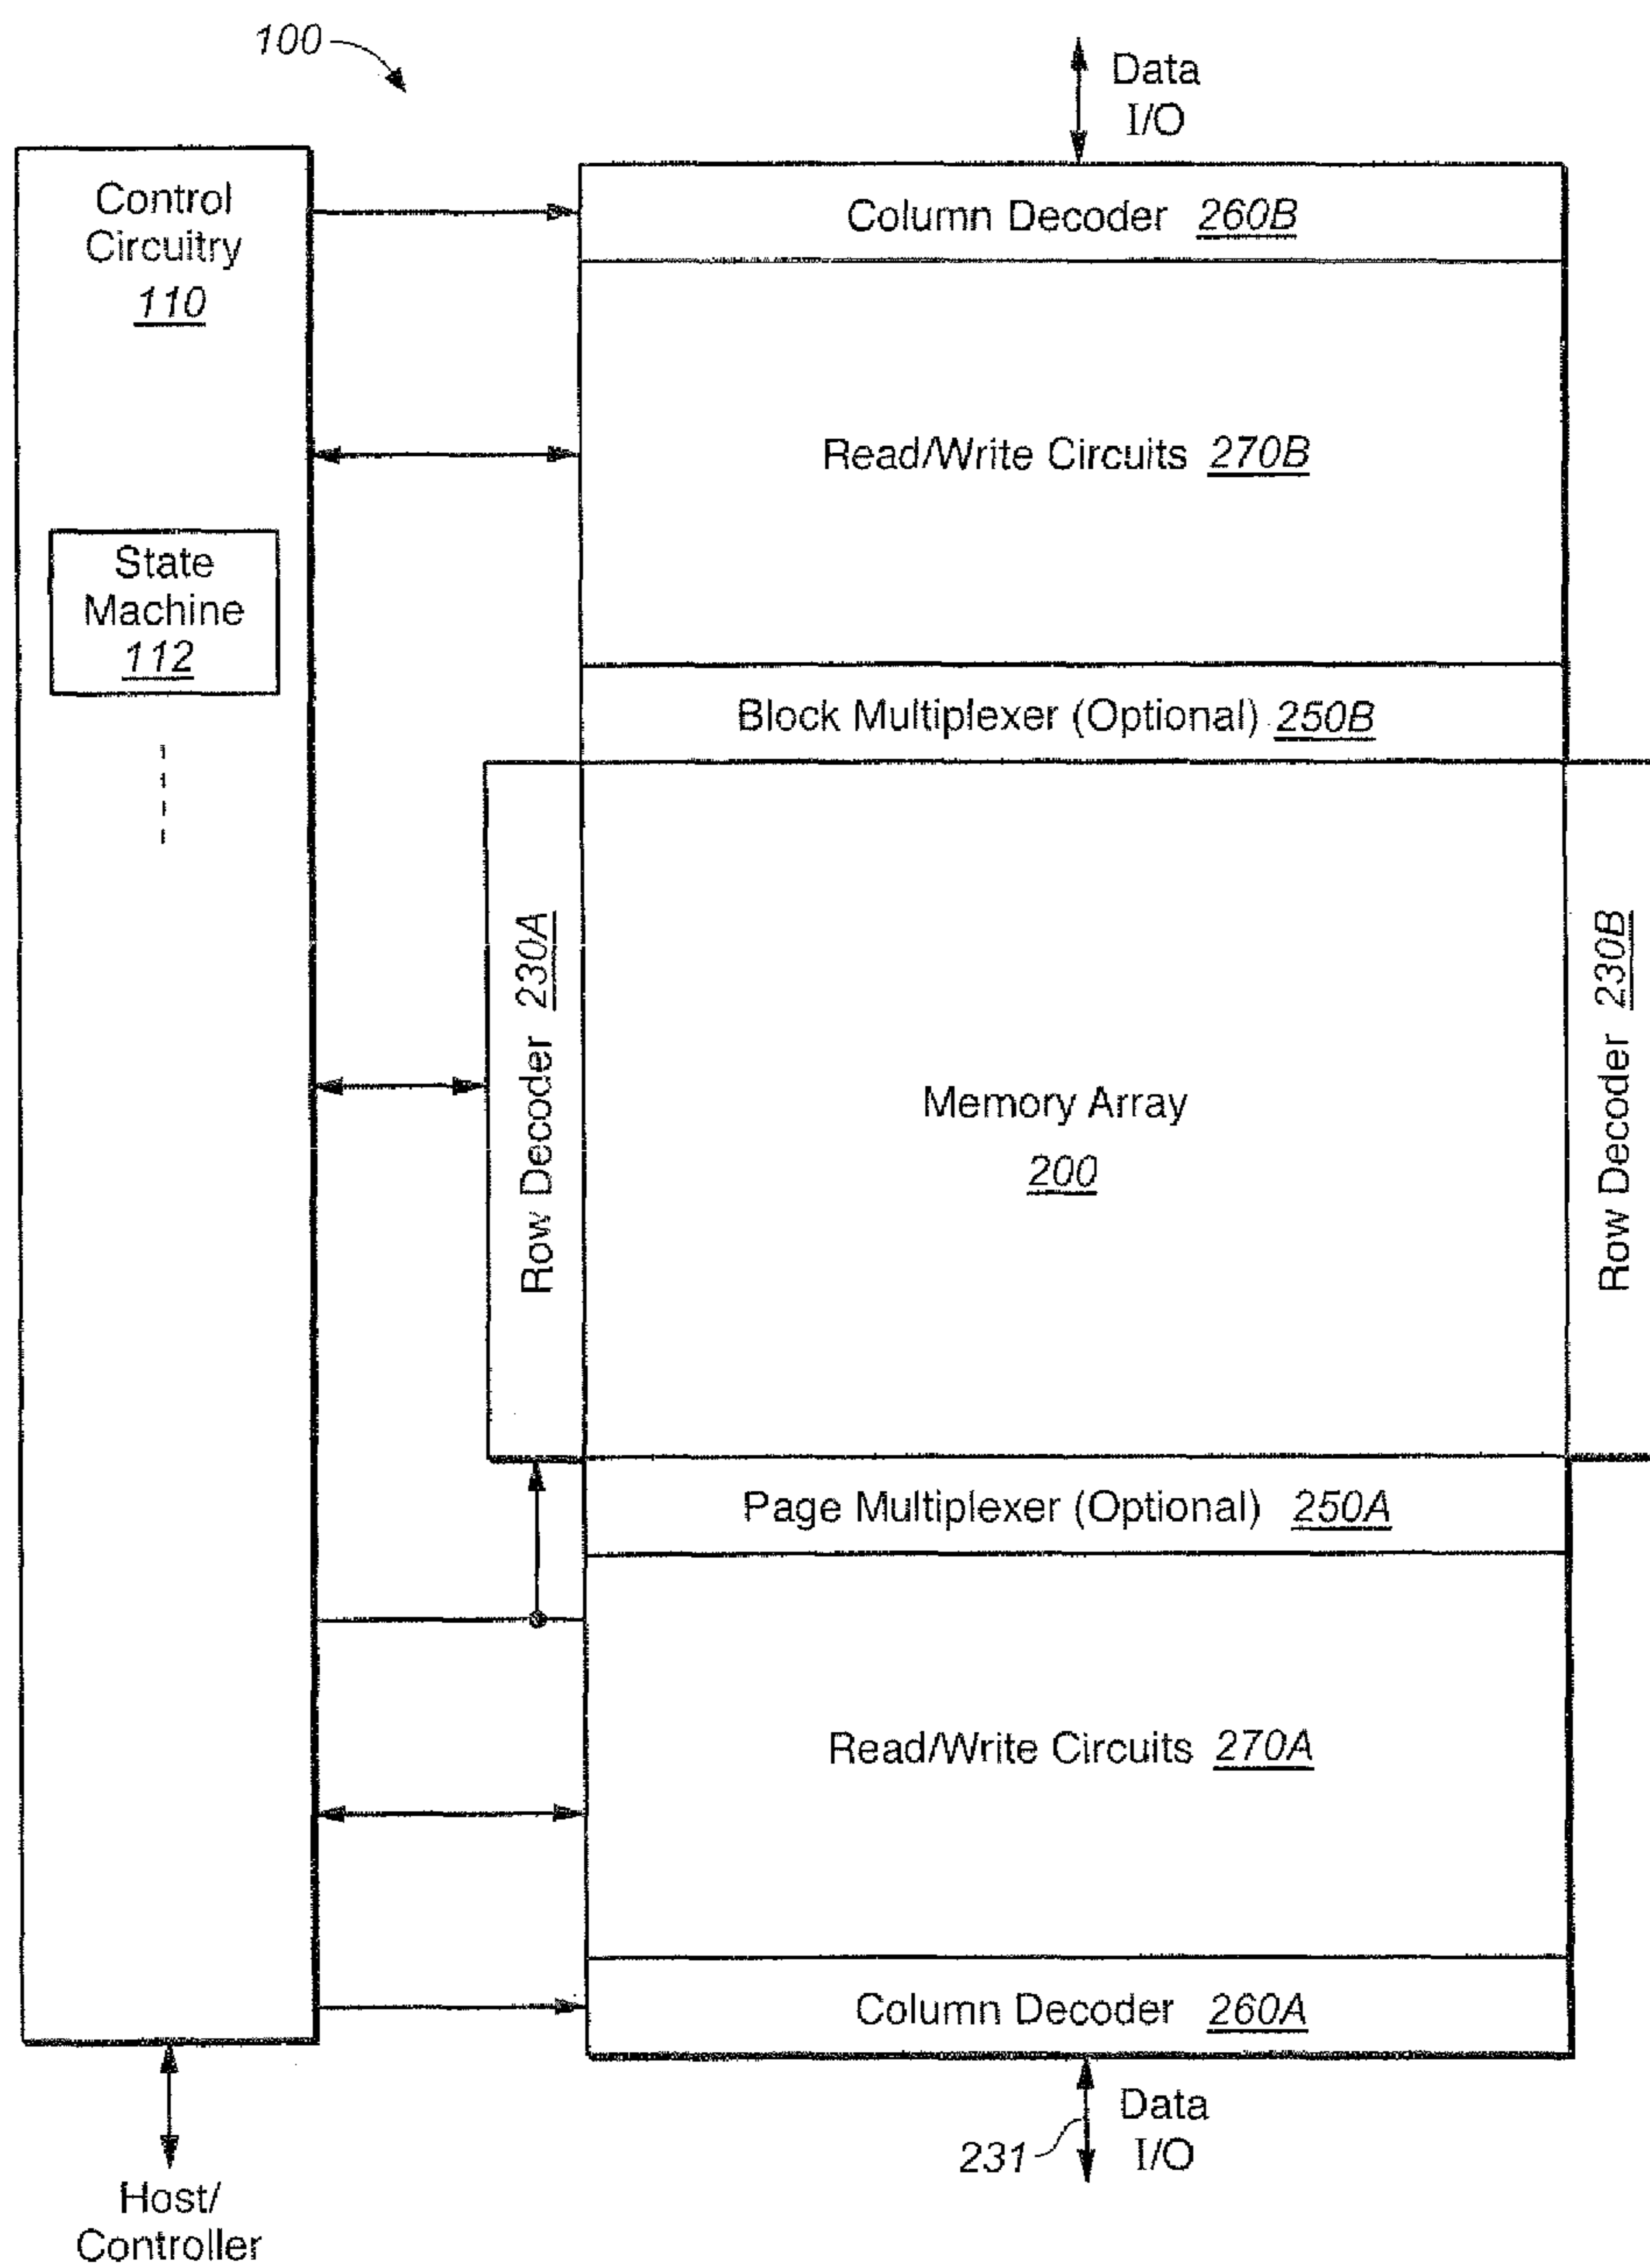 100
Data
I/O
Control
Circuitry
110
Column Decoder 260B
Read/Write Circuits 270B
State
Machine
112
Block Multiplexer (Optional) 250B
Row Decoder 230A
Memory Array
200
Row Decoder 230B
Page Multiplexer (Optional) 250A
Read/Write Circuits 270A
Column Decoder 260A
231
Data
I/O
Host/
Controller